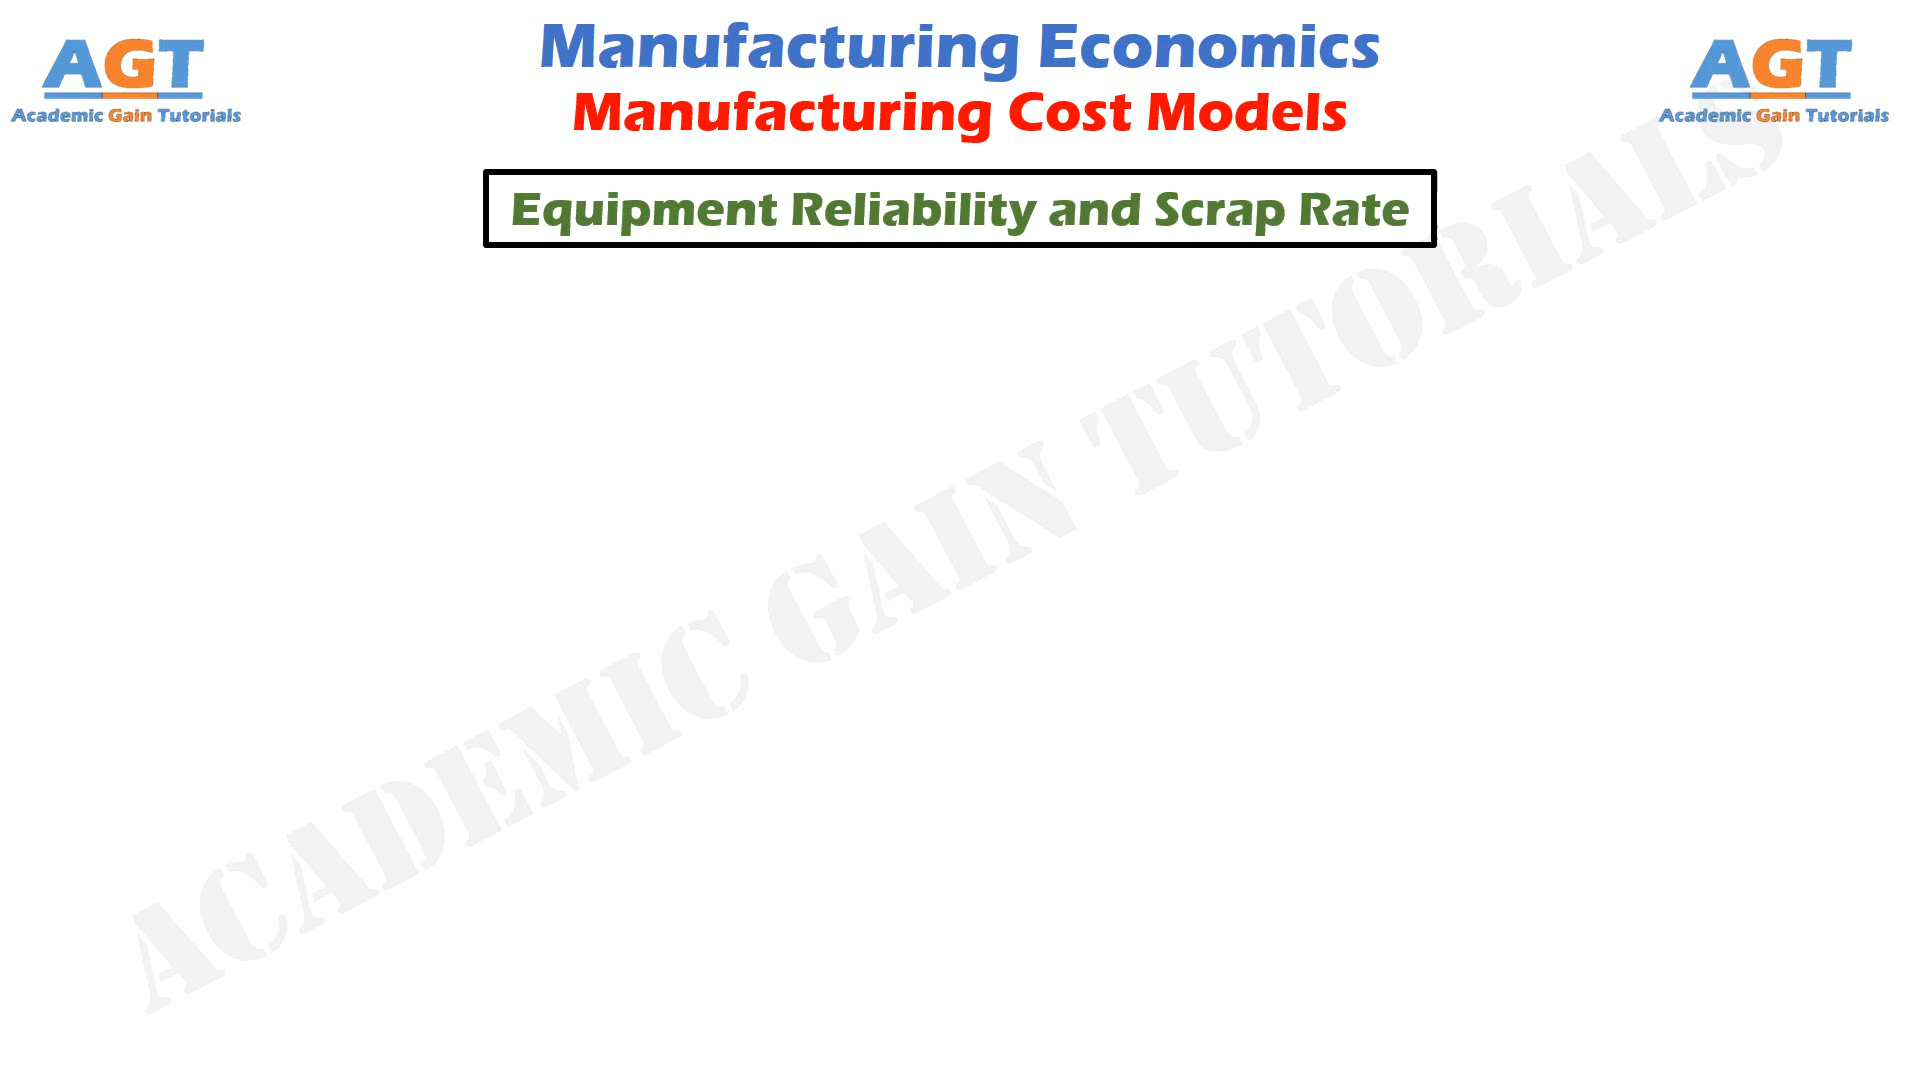 AGT
Academic Gain Tutorials
Manufacturing Economics
Manufacturing Cost Models
AGT
Academic Gain Tutorials
Equipment Reliability and Scrap Rate
ACADEMIC GAIN TUTORIALS